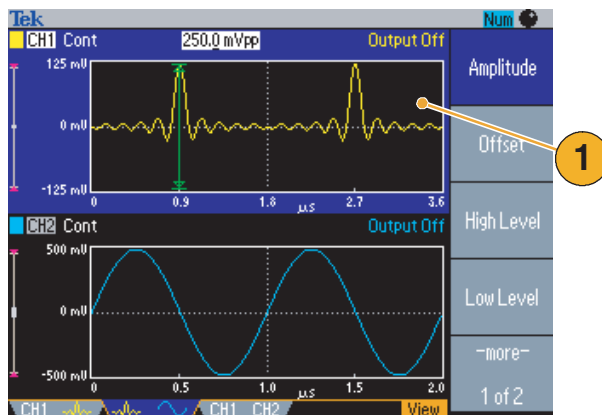 Tek Num
CH1 Cont 250.0 mVpp Output Off
125 mV
0 mV
-125 mV
0 0.9 1.8 µs 2.7 3.6
CH2 Cont Output Off
500 mV
0 mV
-500 mV
0 0.5 1.0 µs 1.5 2.0
CH1 CH1 CH2 View
Amplitude
Offset
High Level
Low Level
-more-
1 of 2
1